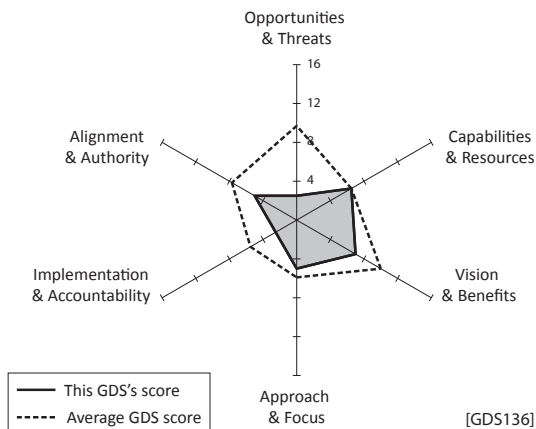 Opportunities
& Threats
16
12
8
4
Alignment
& Authority
Capabilities
& Resources
Implementation
& Accountability
Vision
& Benefits
This GDS's score
Average GDS score
Approach
& Focus
[GDS136]